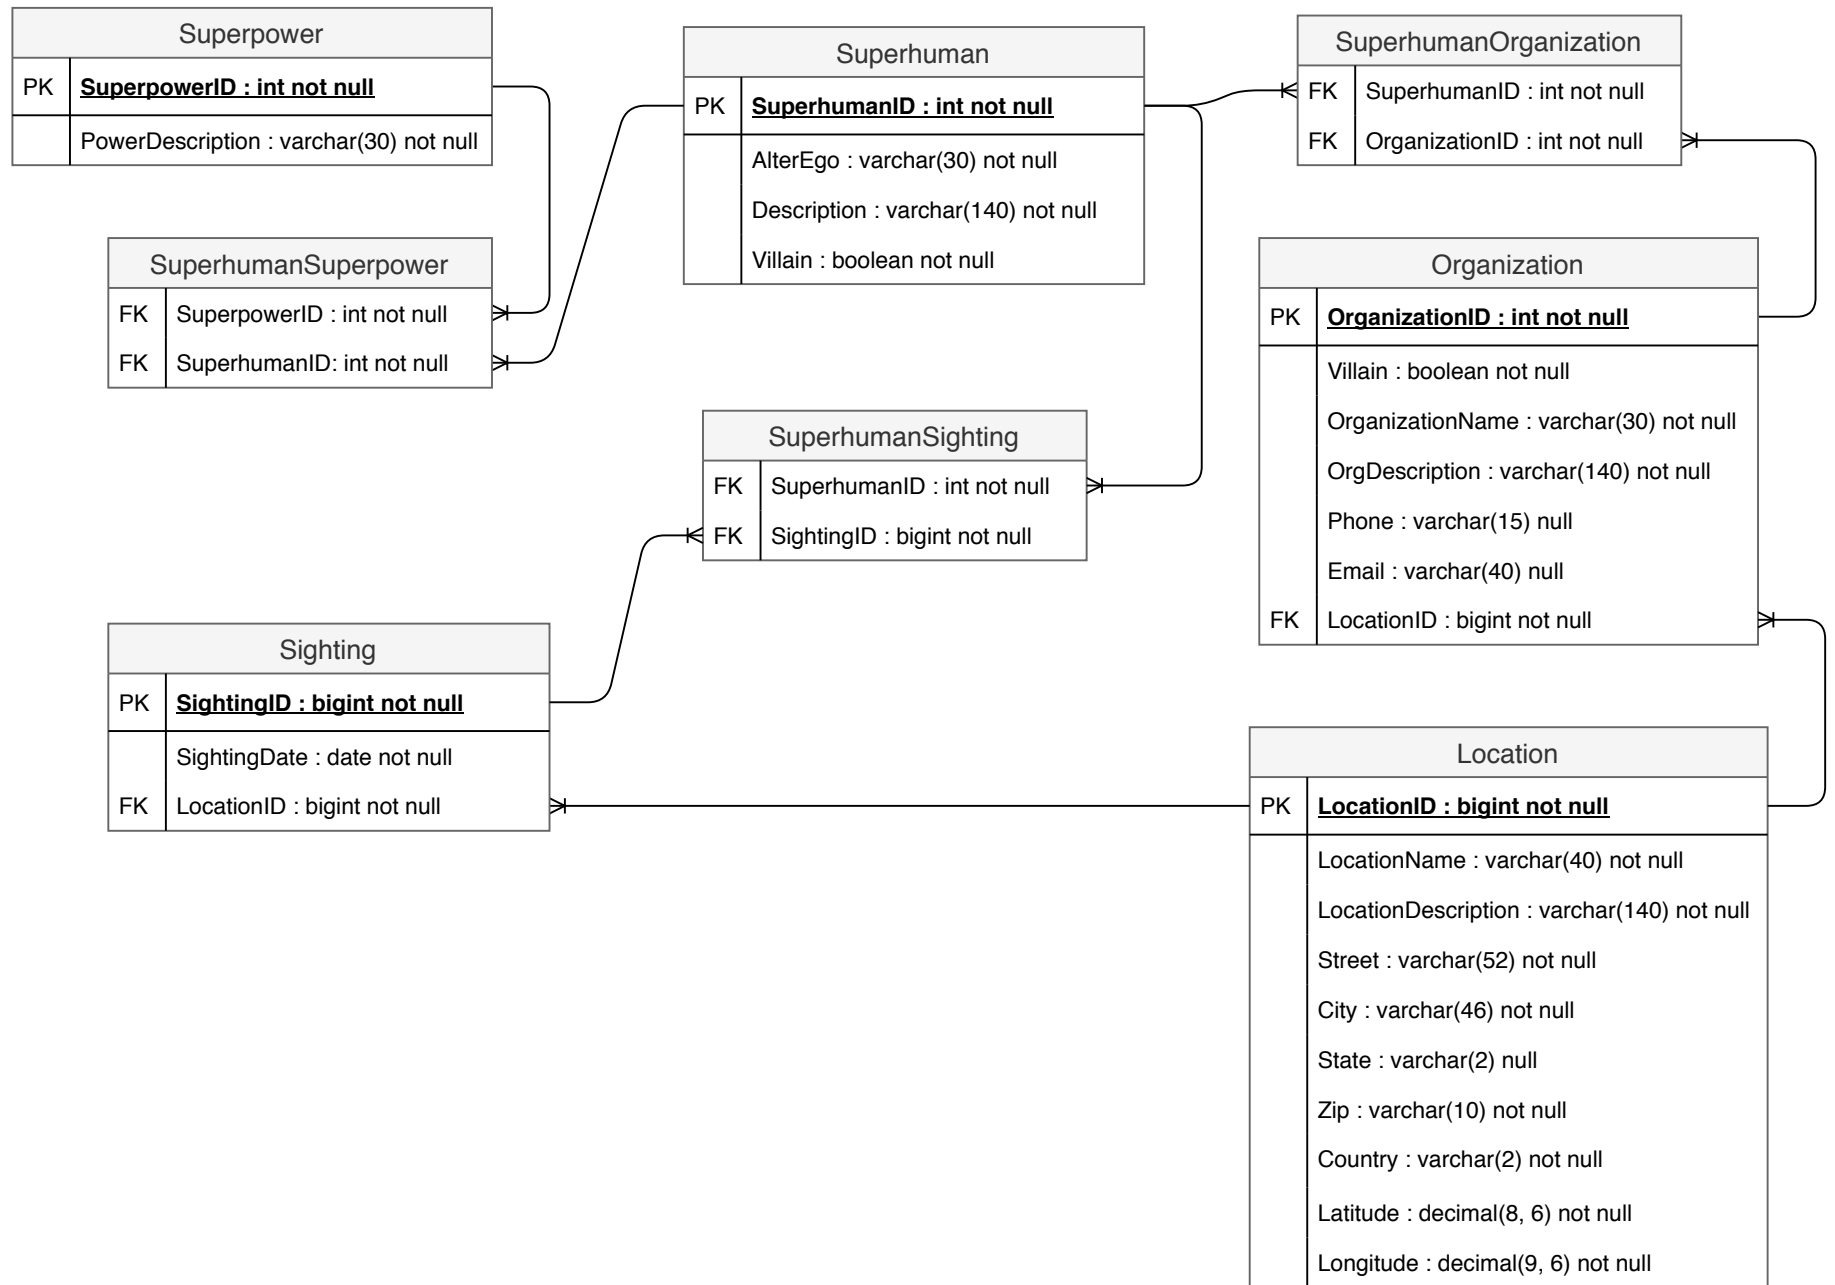 Superpower
PK SuperpowerID : int not null
PowerDescription : varchar(30) not null
Superhuman
PK SuperhumanID : int not null
AlterEgo : varchar(30) not null
Description : varchar(140) not null
Villain : boolean not null
SuperhumanOrganization
FK SuperhumanID : int not null
FK OrganizationID : int not null
SuperhumanSuperpower
FK SuperpowerID : int not null
FK SuperhumanID: int not null
Organization
PK OrganizationID : int not null
Villain : boolean not null
OrganizationName : varchar(30) not null
OrgDescription : varchar(140) not null
Phone : varchar(15) null
Email : varchar(40) null
FK LocationID : bigint not null
SuperhumanSighting
FK SuperhumanID : int not null
FK SightingID : bigint not null
Sighting
PK SightingID : bigint not null
SightingDate : date not null
FK LocationID : bigint not null
Location
PK LocationID : bigint not null
LocationName : varchar(40) not null
LocationDescription : varchar(140) not null
Street : varchar(52) not null
City : varchar(46) not null
State : varchar(2) null
Zip : varchar(10) not null
Country : varchar(2) not null
Latitude : decimal(8, 6) not null
Longitude : decimal(9, 6) not null